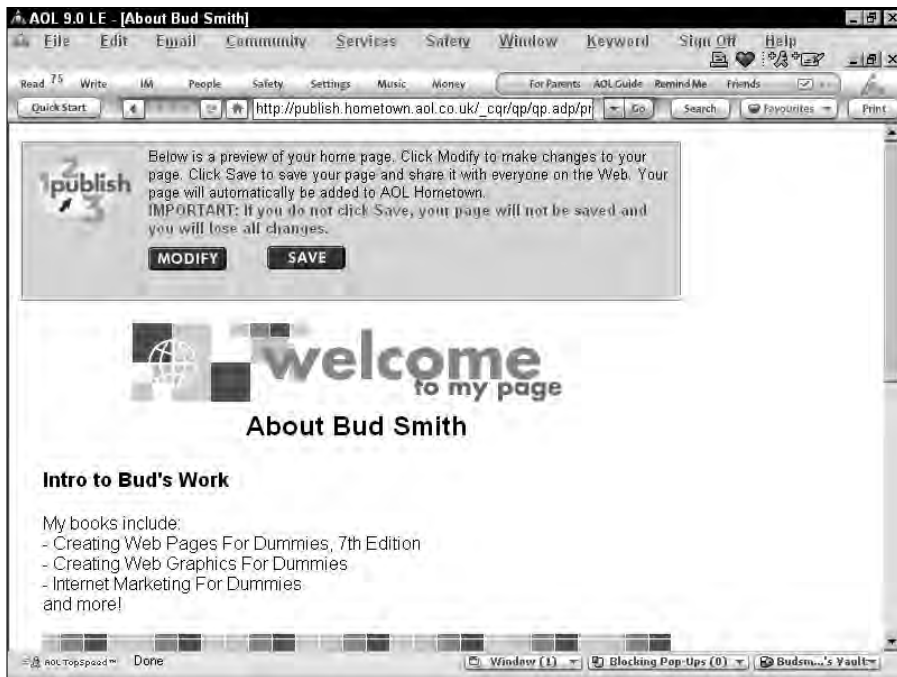 AOL 9.0 LE - [About Bud Smith]
File Edit Email Community Services Safety Window Keyword Sign Off Help
Read 75 Write IM People Safety Settings Music Money For Parents AOL Guide Remind Me Friends
Quick Start http://publish.hometown.aol.co.uk/_cqr/qp/qp.adp/pr Go Search Favourites Print
1 2 publish 3
Below is a preview of your home page. Click Modify to make changes to your
page. Click Save to save your page and share it with everyone on the Web. Your
page will automatically be added to AOL Hometown.
IMPORTANT: If you do not click Save, your page will not be saved and
you will lose all changes.
MODIFY SAVE
welcome
to my page
About Bud Smith
Intro to Bud's Work
My books include:
- Creating Web Pages For Dummies, 7th Edition
- Creating Web Graphics For Dummies
- Internet Marketing For Dummies
and more!
AOL TopSpeed™ Done Window (1) Blocking Pop-Ups (0) Budsm...'s Vault